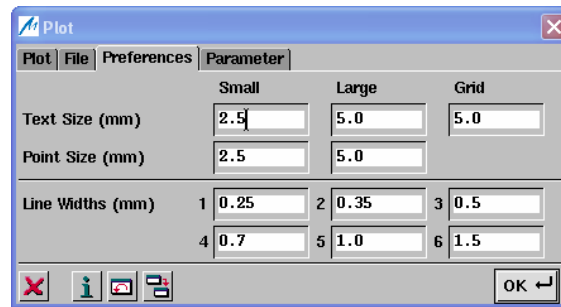 Plot
Plot File Preferences Parameter
Small Large Grid
Text Size (mm) 2.5 5.0 5.0
Point Size (mm) 2.5 5.0
Line Widths (mm) 1 0.25 2 0.35 3 0.5
4 0.7 5 1.0 6 1.5
OK